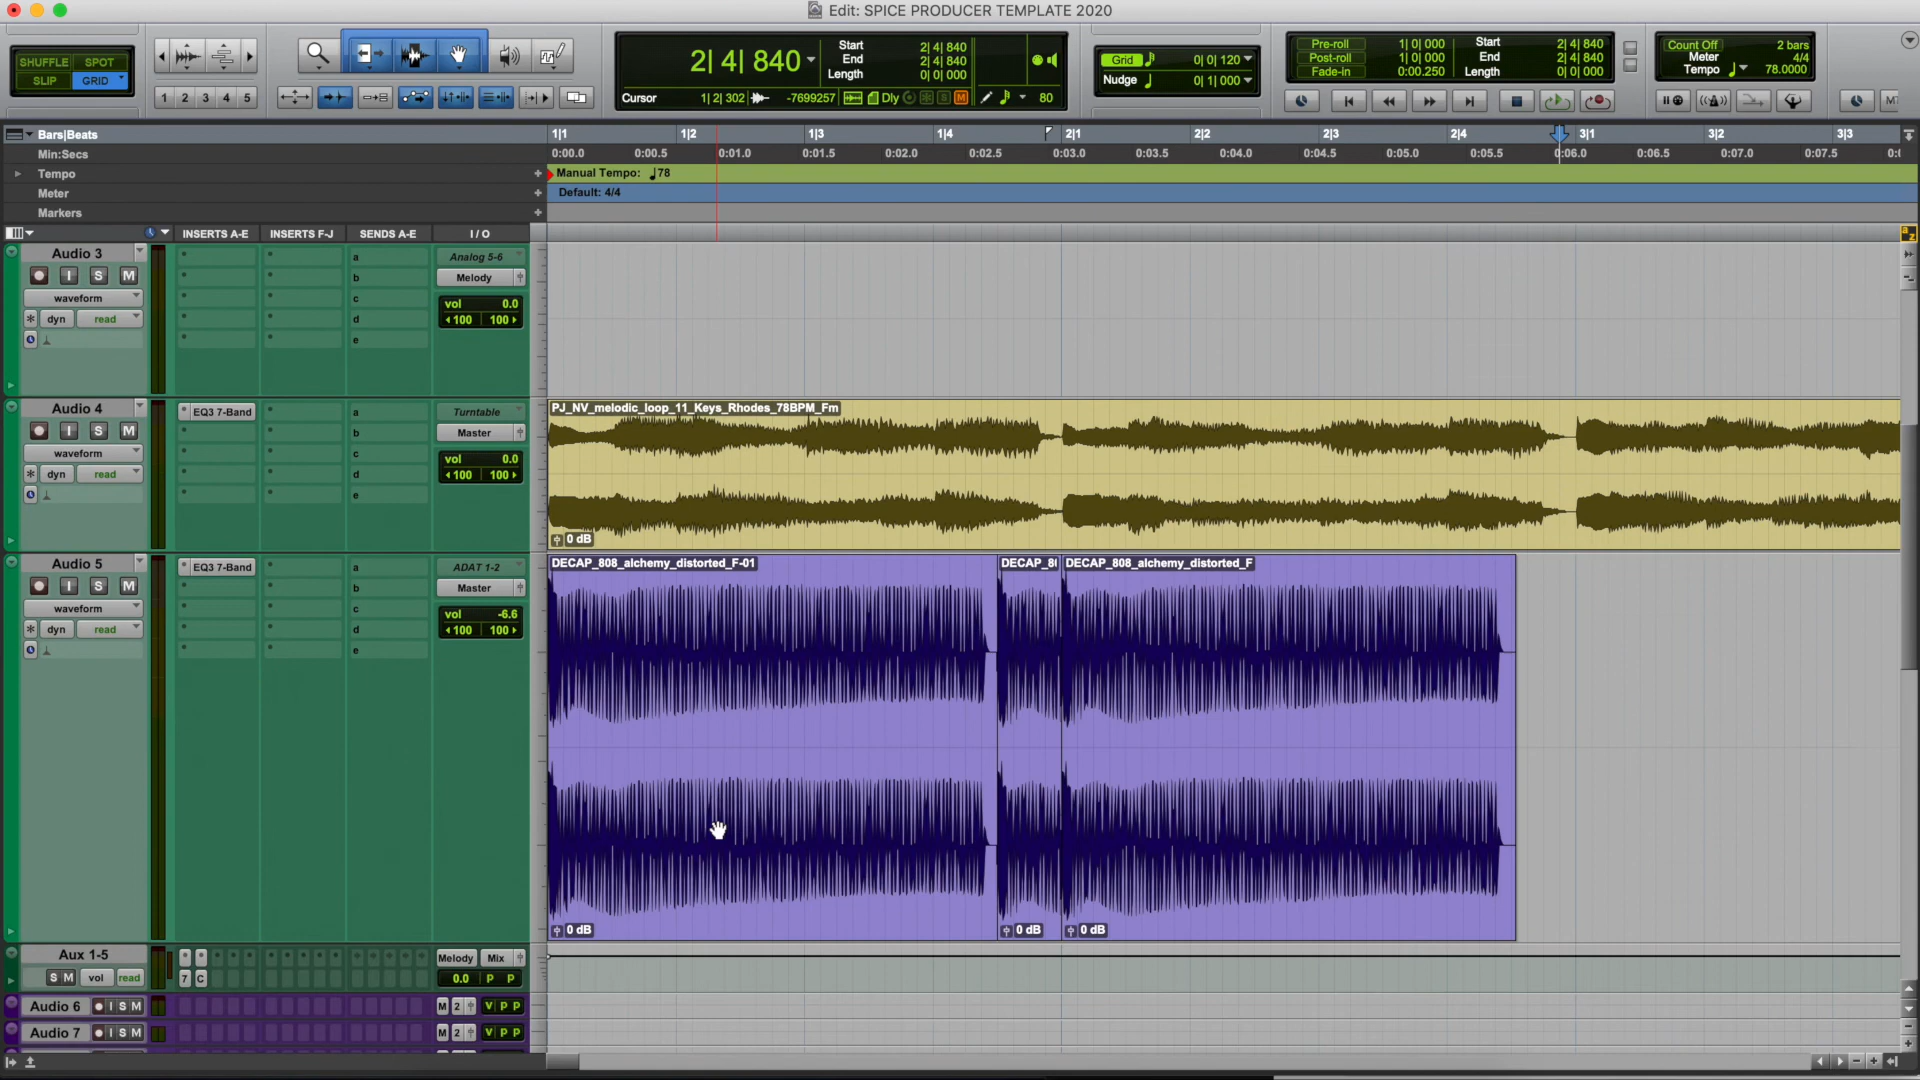 Edit: SPICE PRODUCER TEMPLATE 2020
SHUFFLE SPOT
SLIP GRID
1 2 3 4 5
2| 4| 840
Start 2| 4| 840
End 2| 4| 840
Length 0| 0| 000
Cursor 1| 2| 302 -7699257 Dly S M 80
Grid 0| 0| 120
Nudge 0| 1| 000
Pre-roll 1| 0| 000 Start 2| 4| 840
Post-roll 1| 0| 000 End 2| 4| 840
Fade-in 0:00.250 Length 0| 0| 000
Count Off 2 bars
Meter 4/4
Tempo 78.0000
Bars|Beats 1|1 1|2 1|3 1|4 2|1 2|2 2|3 2|4 3|1 3|2 3|3
Min:Secs 0:00.0 0:00.5 0:01.0 0:01.5 0:02.0 0:02.5 0:03.0 0:03.5 0:04.0 0:04.5 0:05.0 0:05.5 0:06.0 0:06.5 0:07.0 0:07.5
Tempo + Manual Tempo: 78
Meter + Default: 4/4
Markers +
INSERTS A-E INSERTS F-J SENDS A-E I / O
a z
Audio 3 a Analog 5-6
I S M b Melody
waveform c vol 0.0
dyn read d 100 100
e
Audio 4 EQ3 7-Band a Turntable
I S M b Master
waveform c vol 0.0
dyn read d 100 100
e
PJ_NV_melodic_loop_11_Keys_Rhodes_78BPM_Fm
0 dB
Audio 5 EQ3 7-Band a ADAT 1-2
I S M b Master
waveform c vol -6.6
dyn read d 100 100
e
DECAP_808_alchemy_distorted_F-01 DECAP_80 DECAP_808_alchemy_distorted_F
0 dB 0 dB 0 dB
Aux 1-5 Melody Mix
S M vol read 7 C 0.0 P P
Audio 6 I S M M 2 V P P
Audio 7 I S M M 2 V P P